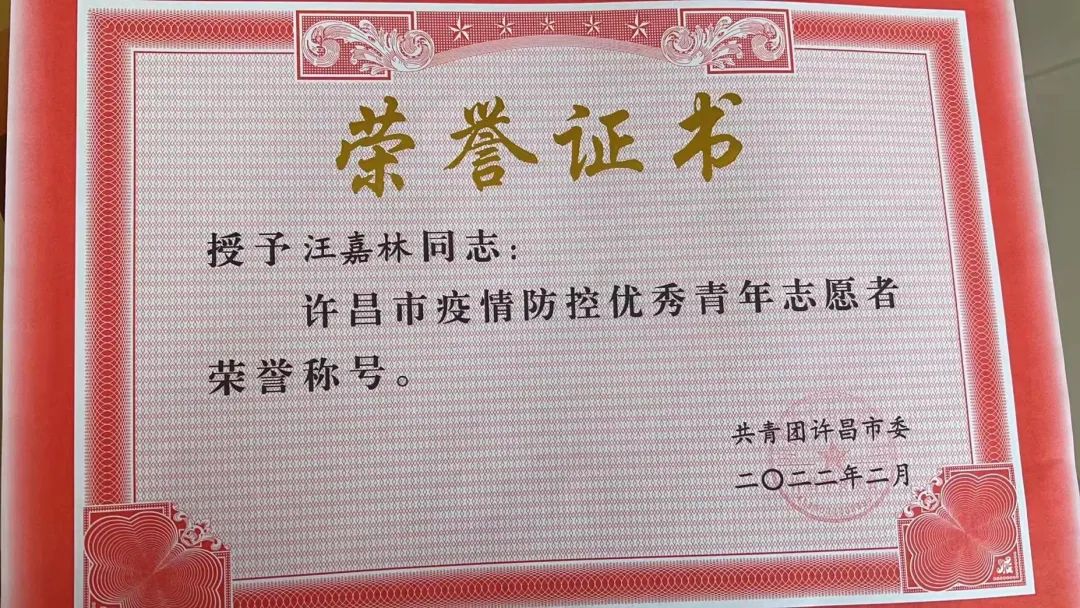 荣誉证书
授予汪嘉林同志：
许昌市疫情防控优秀青年志愿者
荣誉称号。
共青团许昌市委
二〇二二年二月